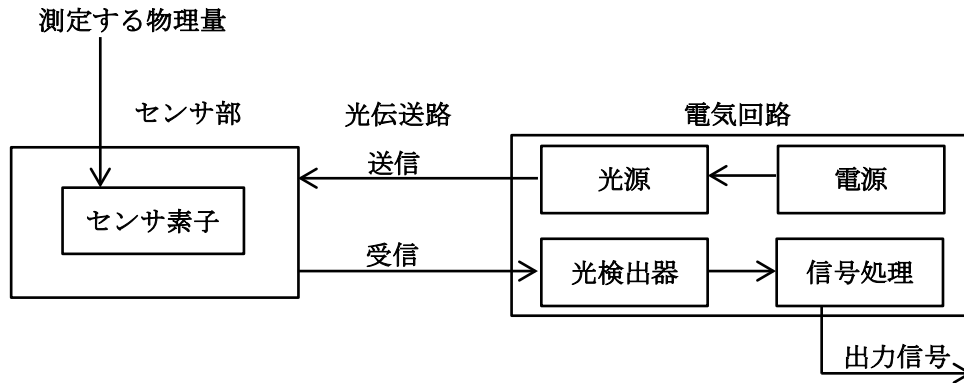 測定する物理量
センサ部
光伝送路
電気回路
送信
光源
電源
センサ素子
受信
光検出器
信号処理
出力信号